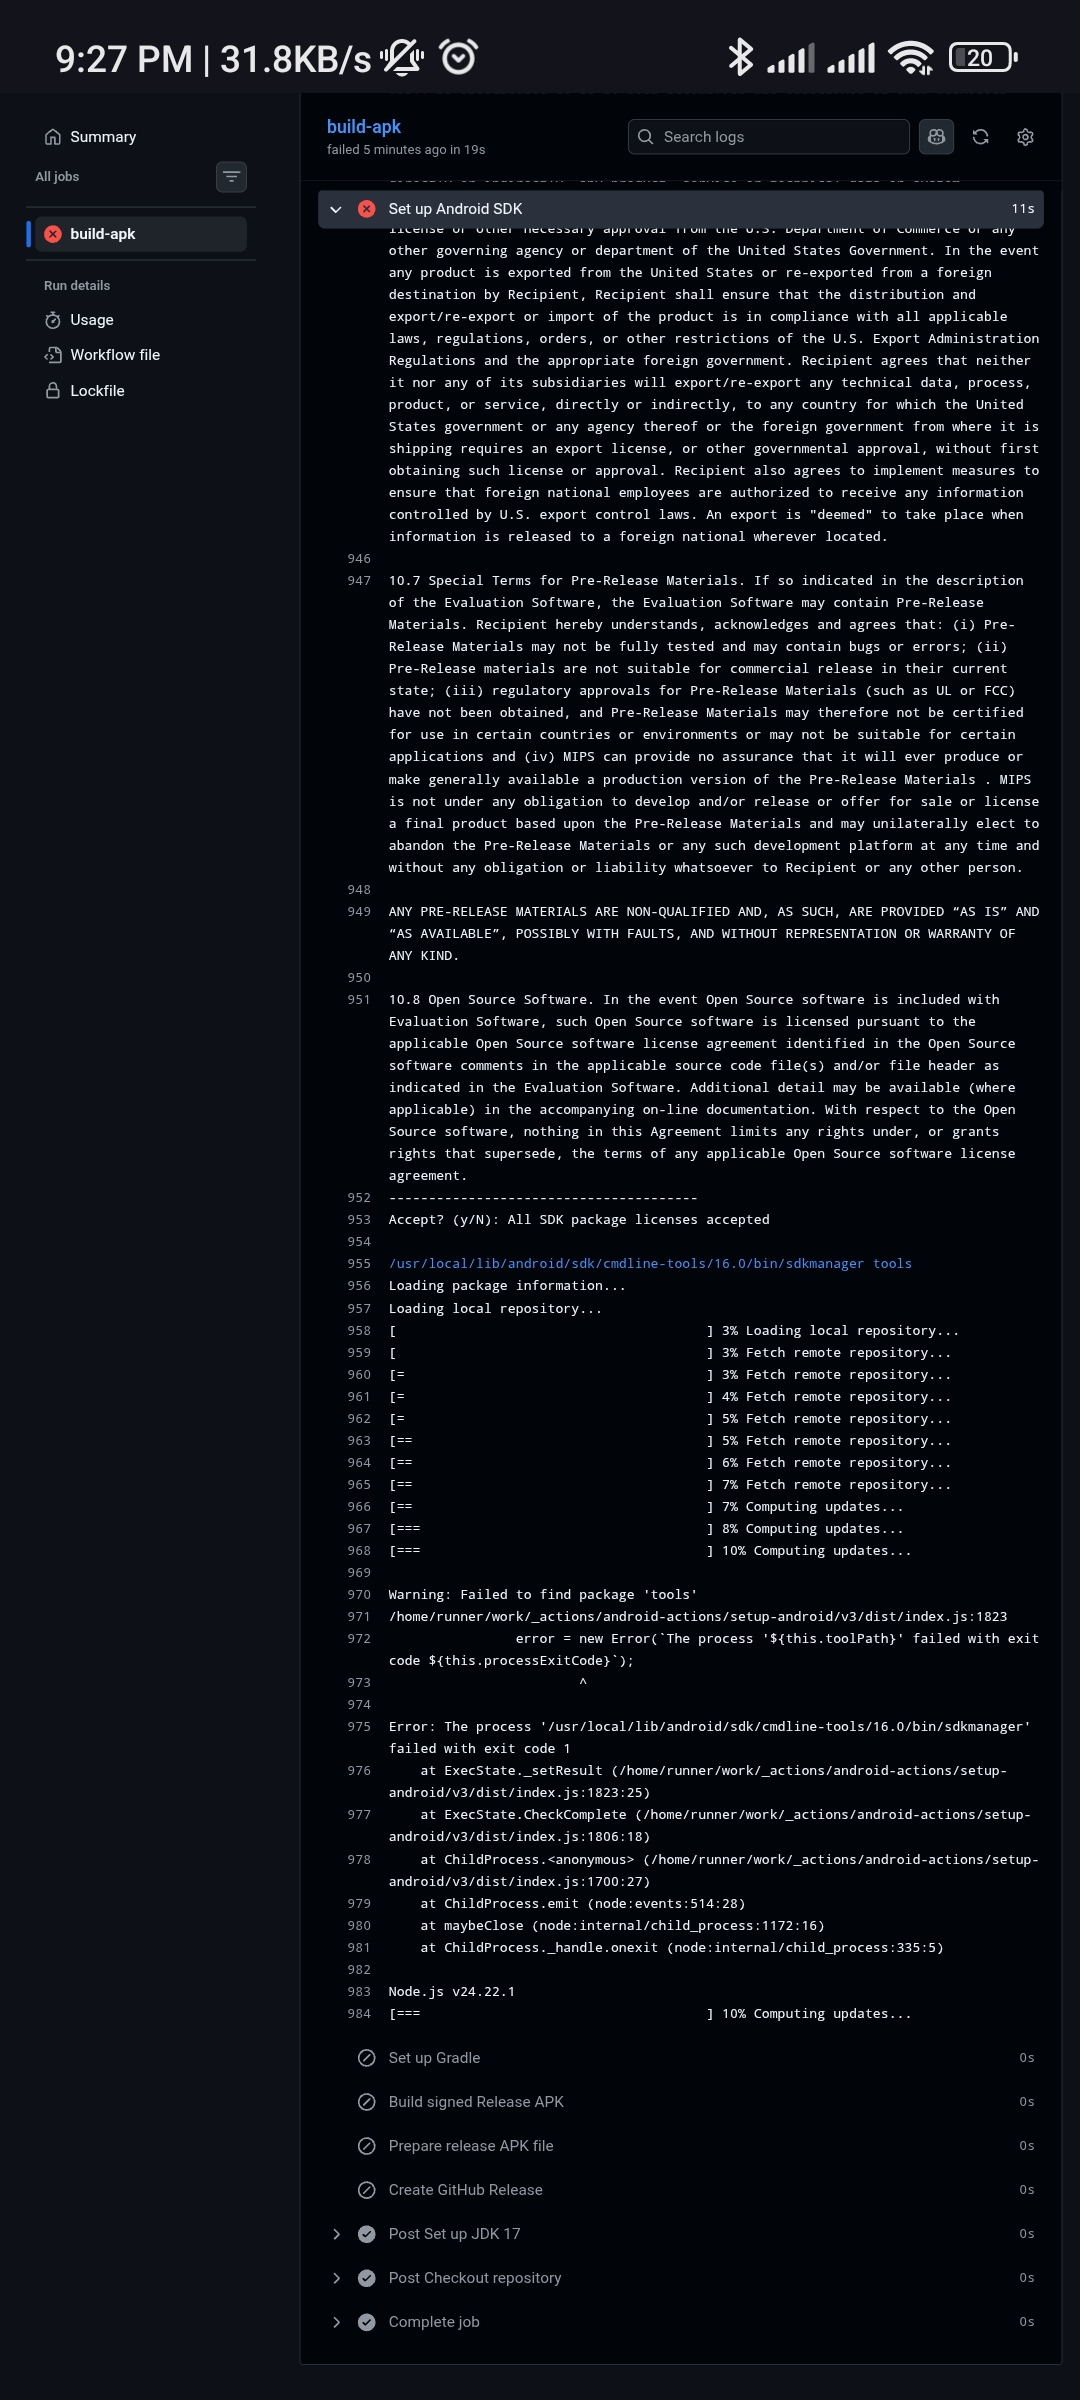 9:27 PM | 31.8KB/s
20
Summary
All jobs
build-apk
Run details
Usage
Workflow file
Lockfile
build-apk
failed 5 minutes ago in 19s
Search logs
Set up Android SDK 11s
license or other necessary approval from the U.S. Department of Commerce or any
other governing agency or department of the United States Government. In the event
any product is exported from the United States or re-exported from a foreign
destination by Recipient, Recipient shall ensure that the distribution and
export/re-export or import of the product is in compliance with all applicable
laws, regulations, orders, or other restrictions of the U.S. Export Administration
Regulations and the appropriate foreign government. Recipient agrees that neither
it nor any of its subsidiaries will export/re-export any technical data, process,
product, or service, directly or indirectly, to any country for which the United
States government or any agency thereof or the foreign government from where it is
shipping requires an export license, or other governmental approval, without first
obtaining such license or approval. Recipient also agrees to implement measures to
ensure that foreign national employees are authorized to receive any information
controlled by U.S. export control laws. An export is "deemed" to take place when
information is released to a foreign national wherever located.
946
947 10.7 Special Terms for Pre-Release Materials. If so indicated in the description
of the Evaluation Software, the Evaluation Software may contain Pre-Release
Materials. Recipient hereby understands, acknowledges and agrees that: (i) Pre-
Release Materials may not be fully tested and may contain bugs or errors; (ii)
Pre-Release materials are not suitable for commercial release in their current
state; (iii) regulatory approvals for Pre-Release Materials (such as UL or FCC)
have not been obtained, and Pre-Release Materials may therefore not be certified
for use in certain countries or environments or may not be suitable for certain
applications and (iv) MIPS can provide no assurance that it will ever produce or
make generally available a production version of the Pre-Release Materials . MIPS
is not under any obligation to develop and/or release or offer for sale or license
a final product based upon the Pre-Release Materials and may unilaterally elect to
abandon the Pre-Release Materials or any such development platform at any time and
without any obligation or liability whatsoever to Recipient or any other person.
948
949 ANY PRE-RELEASE MATERIALS ARE NON-QUALIFIED AND, AS SUCH, ARE PROVIDED “AS IS” AND
“AS AVAILABLE”, POSSIBLY WITH FAULTS, AND WITHOUT REPRESENTATION OR WARRANTY OF
ANY KIND.
950
951 10.8 Open Source Software. In the event Open Source software is included with
Evaluation Software, such Open Source software is licensed pursuant to the
applicable Open Source software license agreement identified in the Open Source
software comments in the applicable source code file(s) and/or file header as
indicated in the Evaluation Software. Additional detail may be available (where
applicable) in the accompanying on-line documentation. With respect to the Open
Source software, nothing in this Agreement limits any rights under, or grants
rights that supersede, the terms of any applicable Open Source software license
agreement.
952 ---------------------------------------
953 Accept? (y/N): All SDK package licenses accepted
954
955 /usr/local/lib/android/sdk/cmdline-tools/16.0/bin/sdkmanager tools
956 Loading package information...
957 Loading local repository...
958 [                                       ] 3% Loading local repository...
959 [                                       ] 3% Fetch remote repository...
960 [=                                      ] 3% Fetch remote repository...
961 [=                                      ] 4% Fetch remote repository...
962 [=                                      ] 5% Fetch remote repository...
963 [==                                     ] 5% Fetch remote repository...
964 [==                                     ] 6% Fetch remote repository...
965 [==                                     ] 7% Fetch remote repository...
966 [==                                     ] 7% Computing updates...
967 [===                                    ] 8% Computing updates...
968 [===                                    ] 10% Computing updates...
969
970 Warning: Failed to find package 'tools'
971 /home/runner/work/_actions/android-actions/setup-android/v3/dist/index.js:1823
972                 error = new Error(`The process '${this.toolPath}' failed with exit
code ${this.processExitCode}`);
973                         ^
974
975 Error: The process '/usr/local/lib/android/sdk/cmdline-tools/16.0/bin/sdkmanager'
failed with exit code 1
976     at ExecState._setResult (/home/runner/work/_actions/android-actions/setup-
android/v3/dist/index.js:1823:25)
977     at ExecState.CheckComplete (/home/runner/work/_actions/android-actions/setup-
android/v3/dist/index.js:1806:18)
978     at ChildProcess.<anonymous> (/home/runner/work/_actions/android-actions/setup-
android/v3/dist/index.js:1700:27)
979     at ChildProcess.emit (node:events:514:28)
980     at maybeClose (node:internal/child_process:1172:16)
981     at ChildProcess._handle.onexit (node:internal/child_process:335:5)
982
983 Node.js v24.22.1
984 [===                                    ] 10% Computing updates...
Set up Gradle 0s
Build signed Release APK 0s
Prepare release APK file 0s
Create GitHub Release 0s
Post Set up JDK 17 0s
Post Checkout repository 0s
Complete job 0s